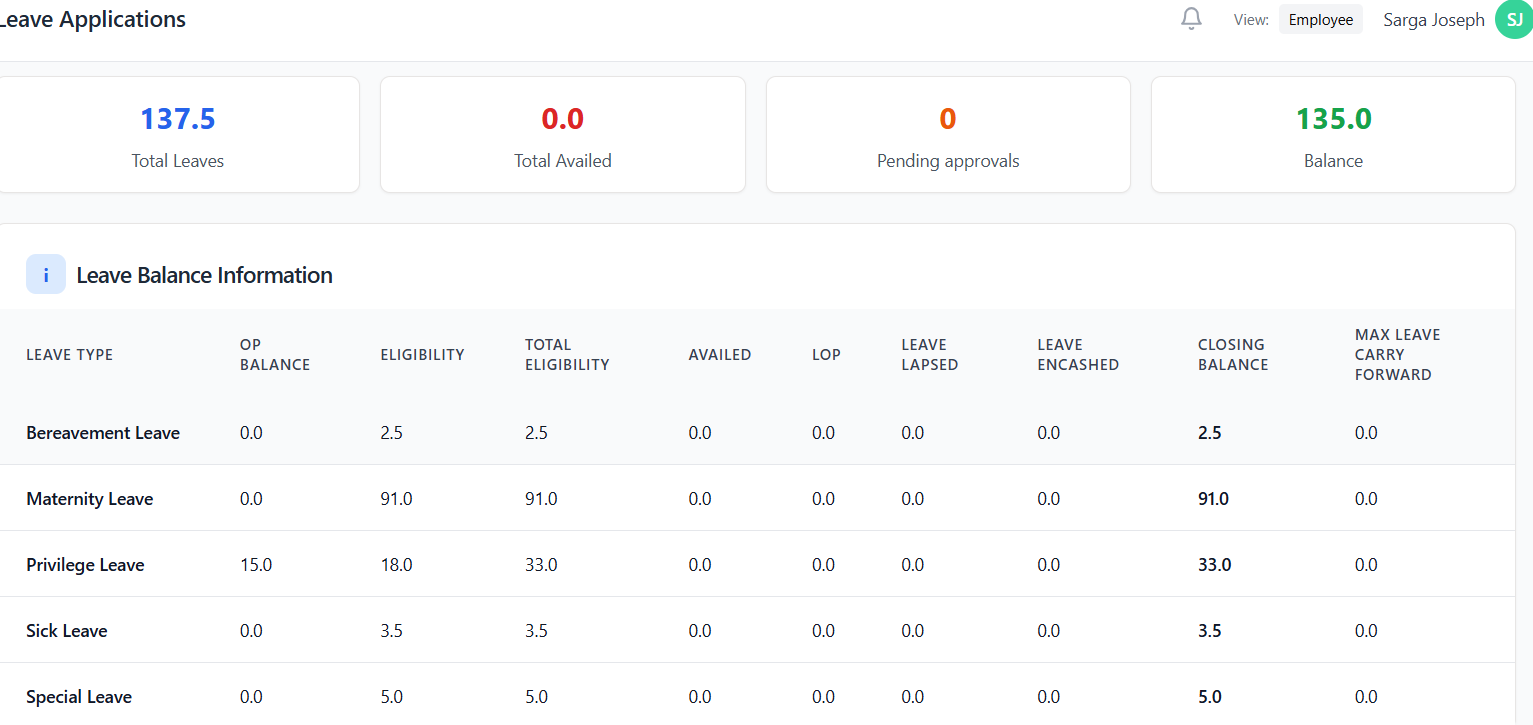 Leave Applications
View: Employee Sarga Joseph SJ
137.5 0.0 0 135.0
Total Leaves Total Availed Pending approvals Balance
i Leave Balance Information
LEAVE TYPE OP BALANCE ELIGIBILITY TOTAL ELIGIBILITY AVAILED LOP LEAVE LAPSED LEAVE ENCASHED CLOSING BALANCE MAX LEAVE CARRY FORWARD
Bereavement Leave 0.0 2.5 2.5 0.0 0.0 0.0 0.0 2.5 0.0
Maternity Leave 0.0 91.0 91.0 0.0 0.0 0.0 0.0 91.0 0.0
Privilege Leave 15.0 18.0 33.0 0.0 0.0 0.0 0.0 33.0 0.0
Sick Leave 0.0 3.5 3.5 0.0 0.0 0.0 0.0 3.5 0.0
Special Leave 0.0 5.0 5.0 0.0 0.0 0.0 0.0 5.0 0.0